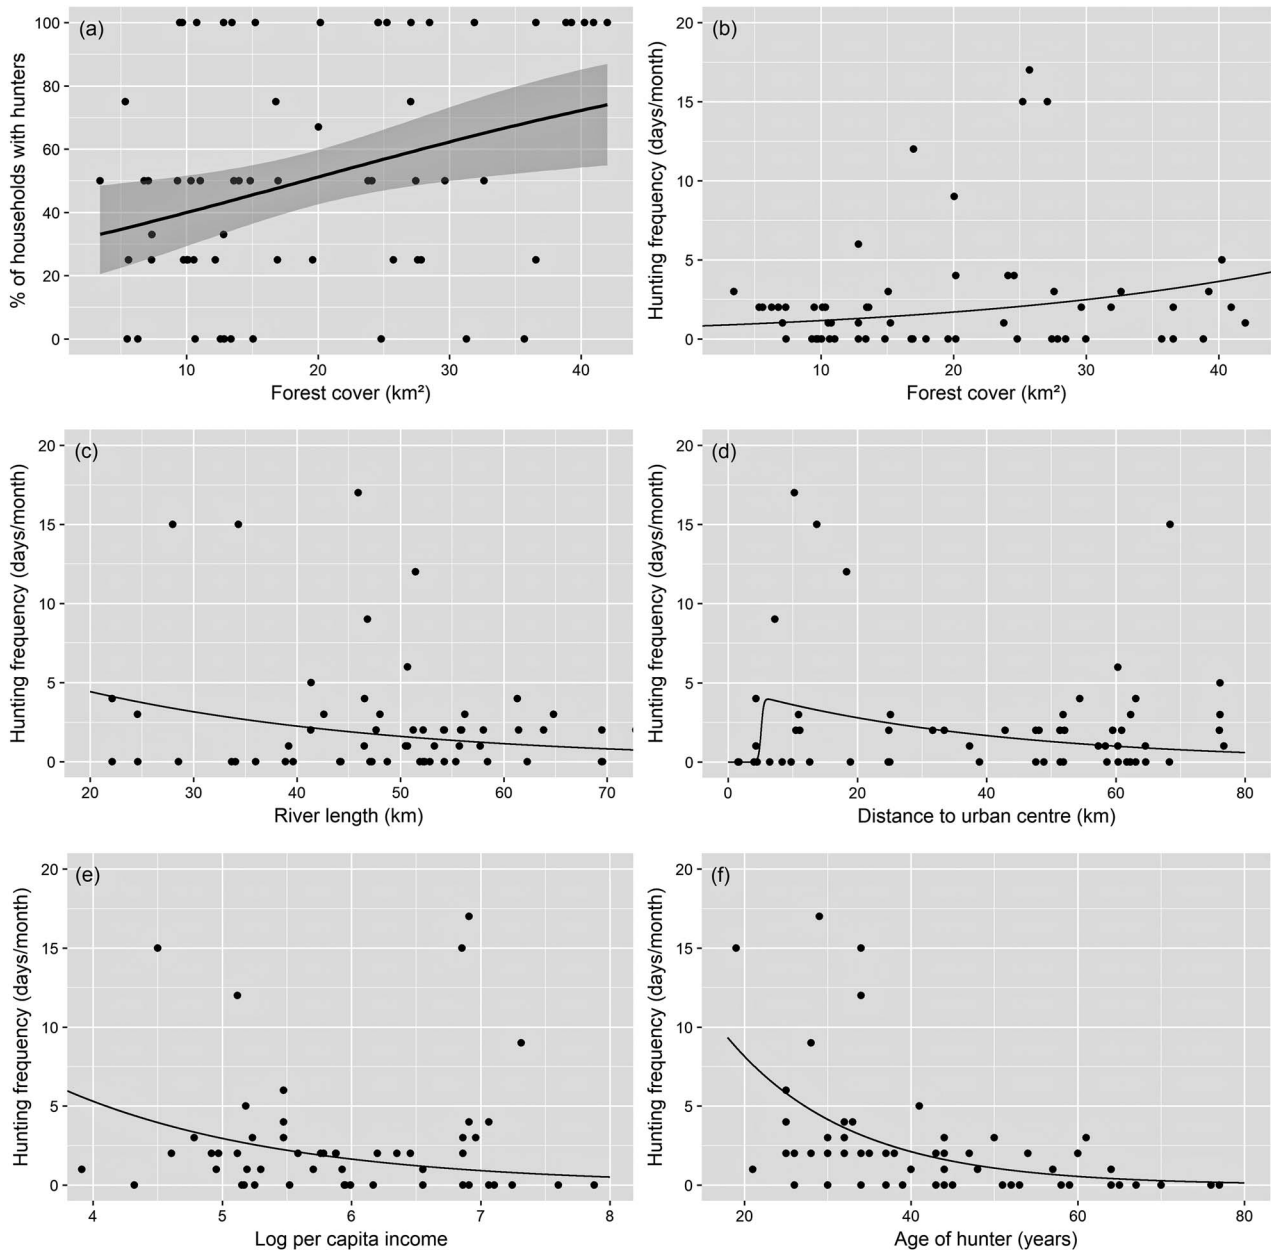 (a)
100
80
60
40
20
0
% of households with hunters
10 20 30 40
Forest cover (km²)
(b)
20
15
10
5
0
Hunting frequency (days/month)
10 20 30 40
Forest cover (km²)
(c)
20
15
10
5
0
Hunting frequency (days/month)
20 30 40 50 60 70
River length (km)
(d)
20
15
10
5
0
Hunting frequency (days/month)
0 20 40 60 80
Distance to urban centre (km)
(e)
20
15
10
5
0
Hunting frequency (days/month)
4 5 6 7 8
Log per capita income
(f)
20
15
10
5
0
Hunting frequency (days/month)
20 40 60 80
Age of hunter (years)